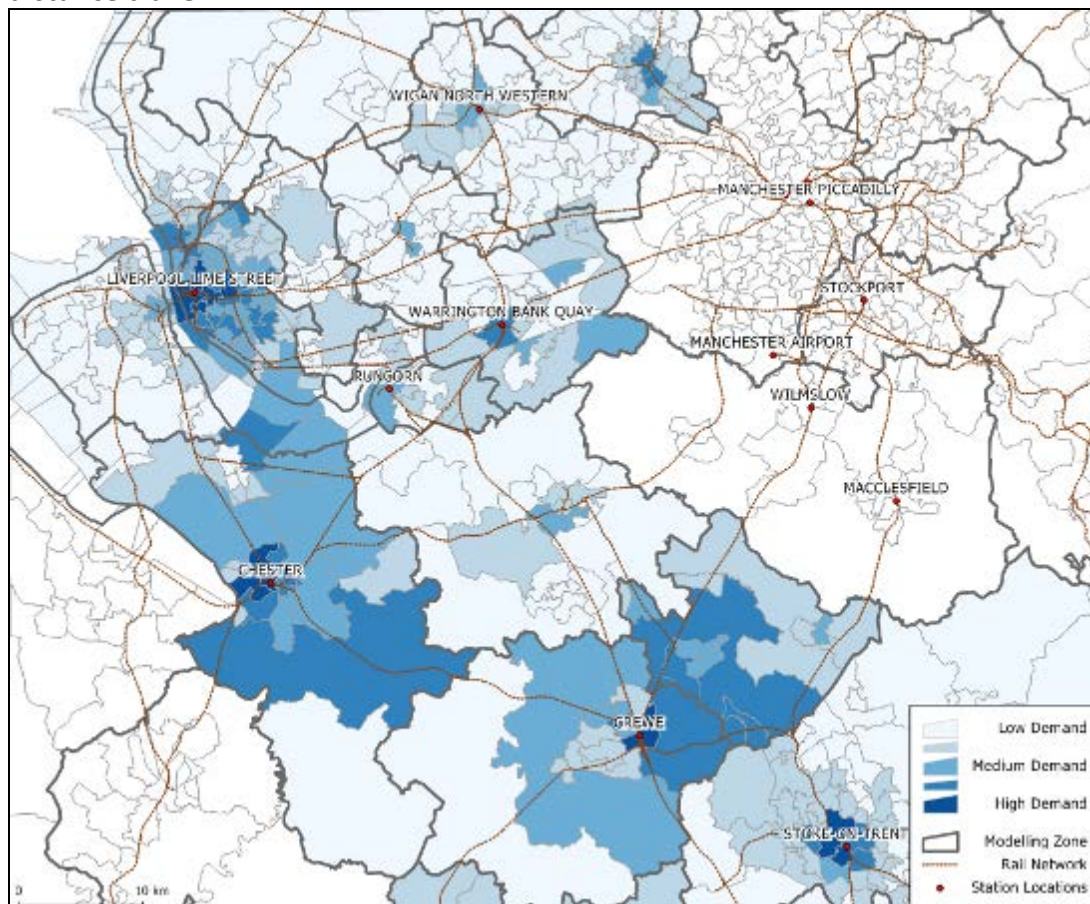 WIGAN NORTH WESTERN
MANCHESTER PICCADILLY
LIVERPOOL LIME STREET
STOCKPORT
WARRINGTON BANK QUAY
MANCHESTER AIRPORT
RUNCORN
WILMSLOW
MACCLESFIELD
CHESTER
CREWE
Low Demand
Medium Demand
High Demand
STOKE-ON-TRENT
Modelling Zone
Rail Network
0 10 km
Station Locations